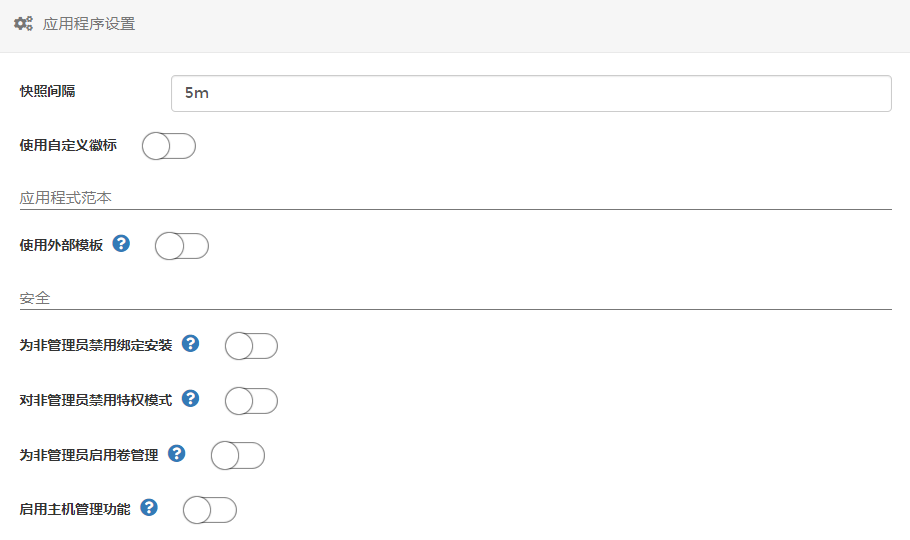 应用程序设置
快照间隔
5m
使用自定义徽标
应用程式范本
使用外部模板 ?
安全
为非管理员禁用绑定安装 ?
对非管理员禁用特权模式 ?
为非管理员启用卷管理 ?
启用主机管理功能 ?